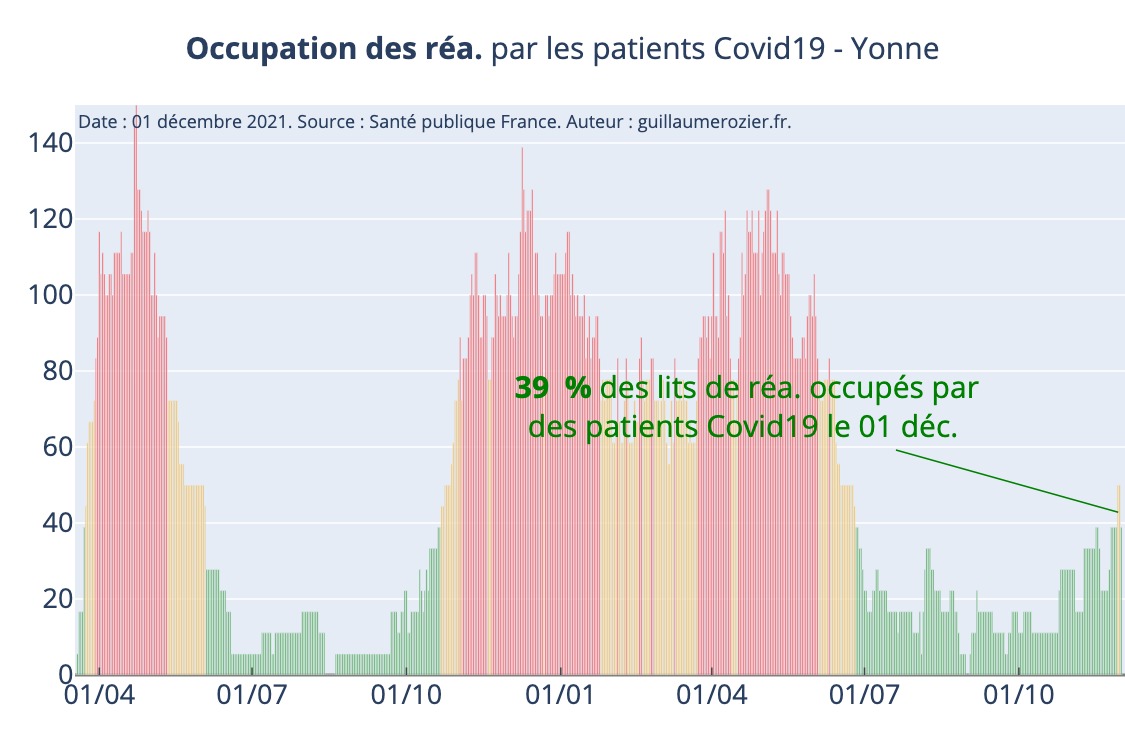 Occupation des réa. par les patients Covid19 - Yonne
Date : 01 décembre 2021. Source : Santé publique France. Auteur : guillaumerozier.fr.
140
120
100
80
39 % des lits de réa. occupés par
des patients Covid19 le 01 déc.
60
40
20
0
01/04 01/07 01/10 01/01 01/04 01/07 01/10